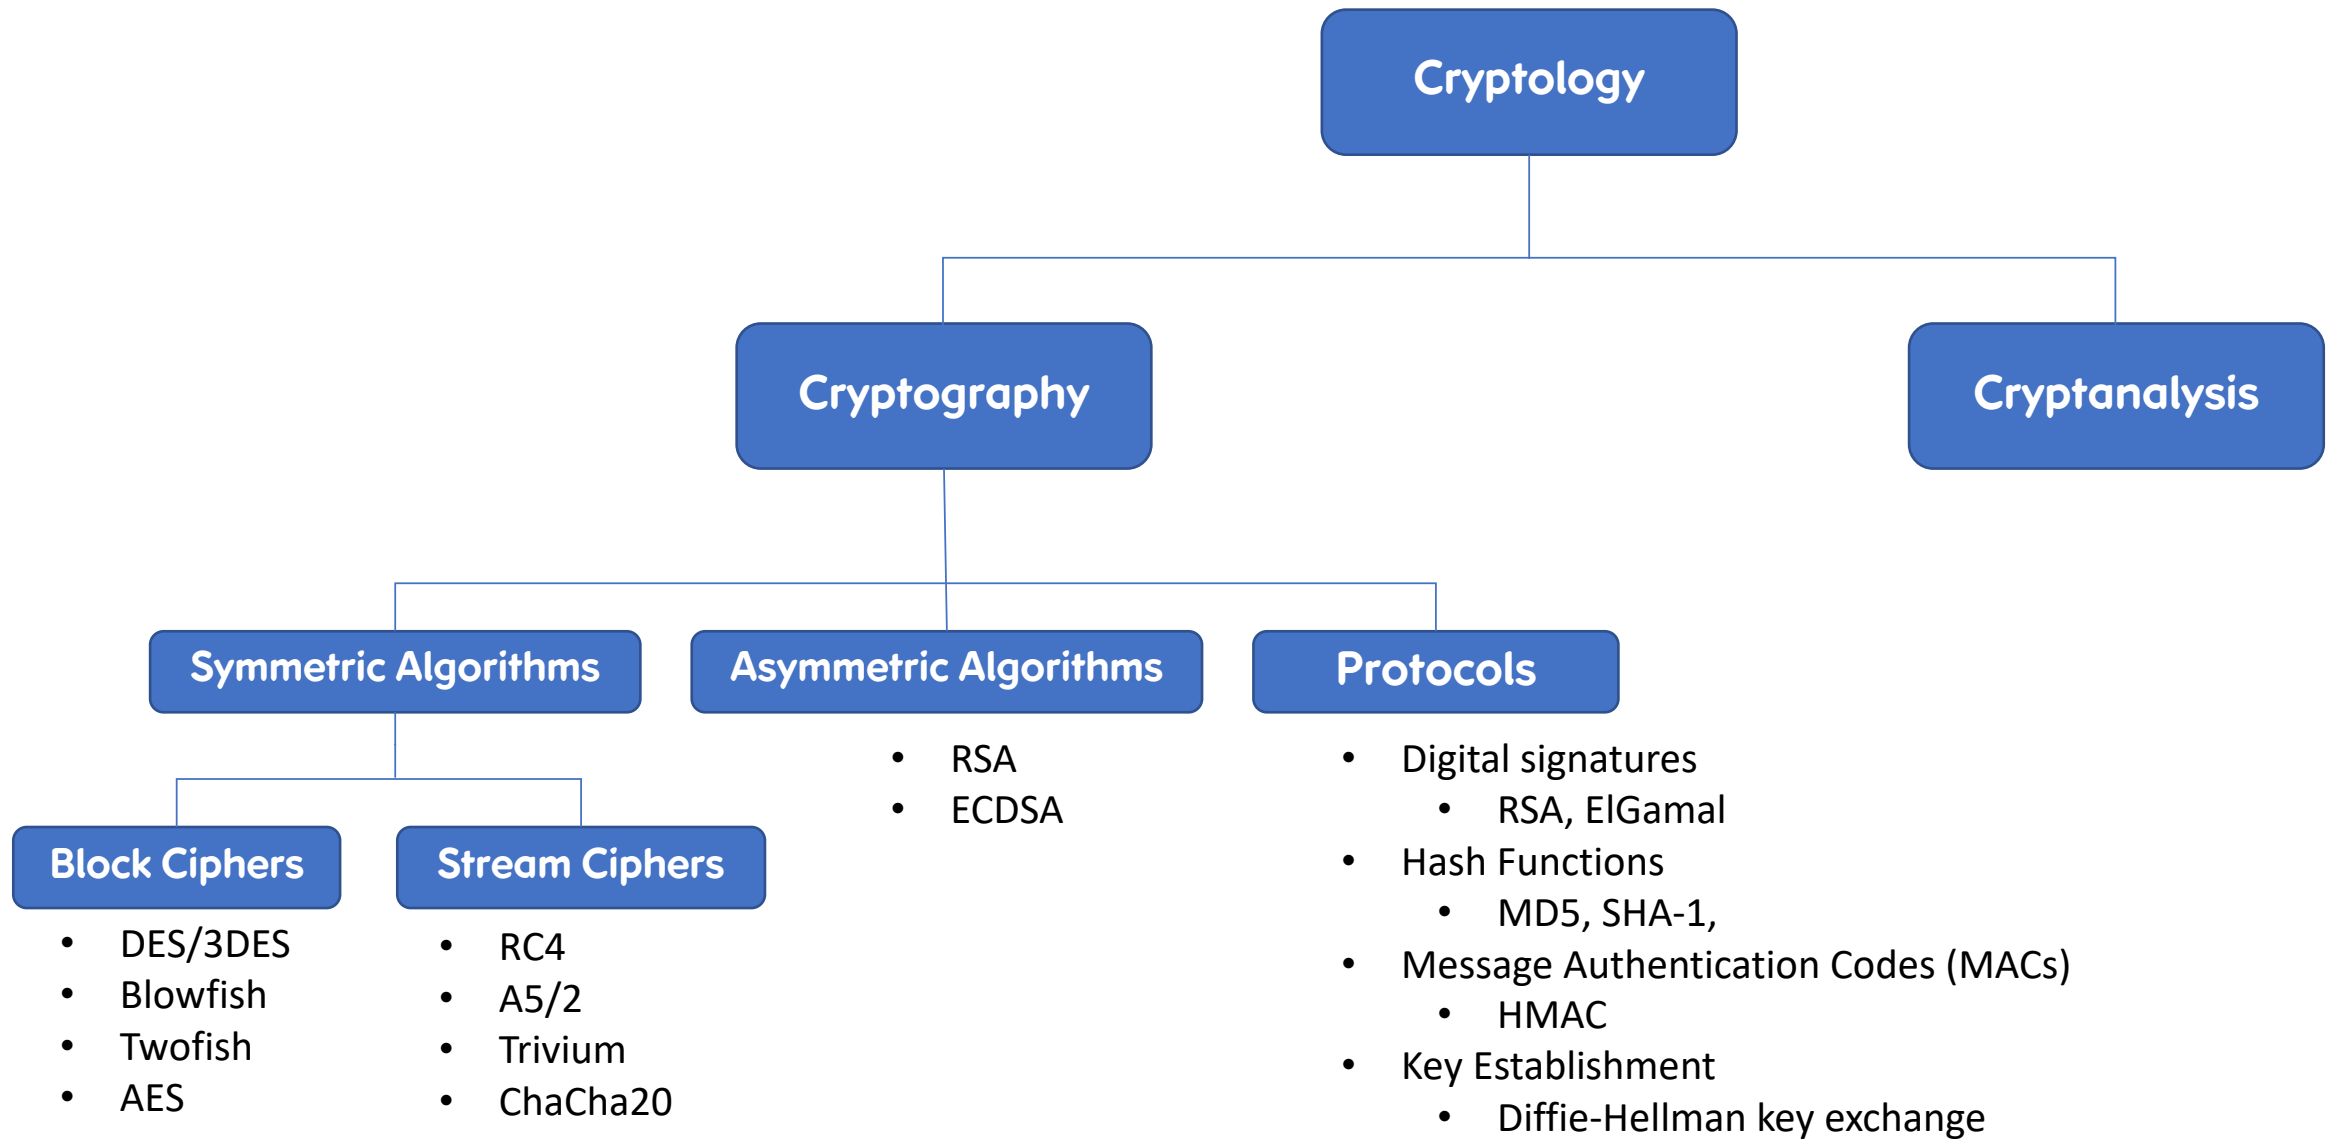 Cryptology
Cryptography
Cryptanalysis
Symmetric Algorithms
Asymmetric Algorithms
Protocols
Block Ciphers
Stream Ciphers
• DES/3DES
• Blowfish
• Twofish
• AES
• RC4
• A5/2
• Trivium
• ChaCha20
• RSA
• ECDSA
• Digital signatures
• RSA, ElGamal
• Hash Functions
• MD5, SHA-1,
• Message Authentication Codes (MACs)
• HMAC
• Key Establishment
• Diffie-Hellman key exchange